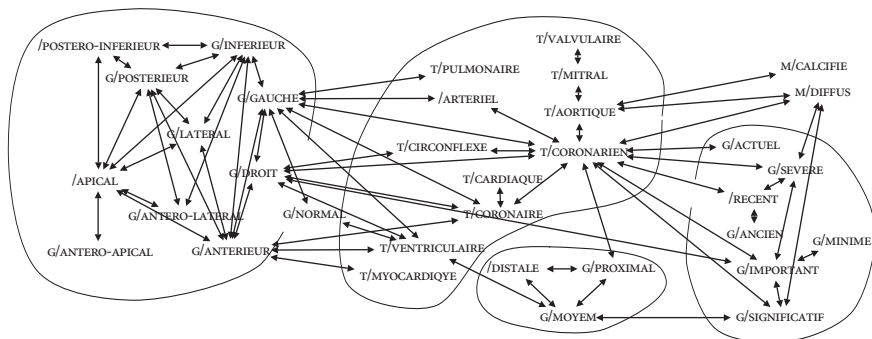 /POSTERO-INFERIEUR
G/INFERIEUR
G/POSTERIEUR
G/GAUCHE
G/LATERAL
G/DROIT
/APICAL
G/ANTERO-LATERAL
G/NORMAL
G/ANTERO-APICAL
G/ANTERIEUR
T/VALVULAIRE
T/PULMONAIRE
T/MITRAL
/ARTERIEL
T/AORTIQUE
T/CIRCONFLEXE
T/CORONARIEN
T/CARDIAQUE
T/CORONAIRE
T/VENTRICULAIRE
T/MYOCARDIQYE
/DISTALE
G/PROXIMAL
G/MOYEM
M/CALCIFIE
M/DIFFUS
G/ACTUEL
G/SEVERE
/RECENT
G/ANCIEN
G/MINIME
G/IMPORTANT
G/SIGNIFICATIF